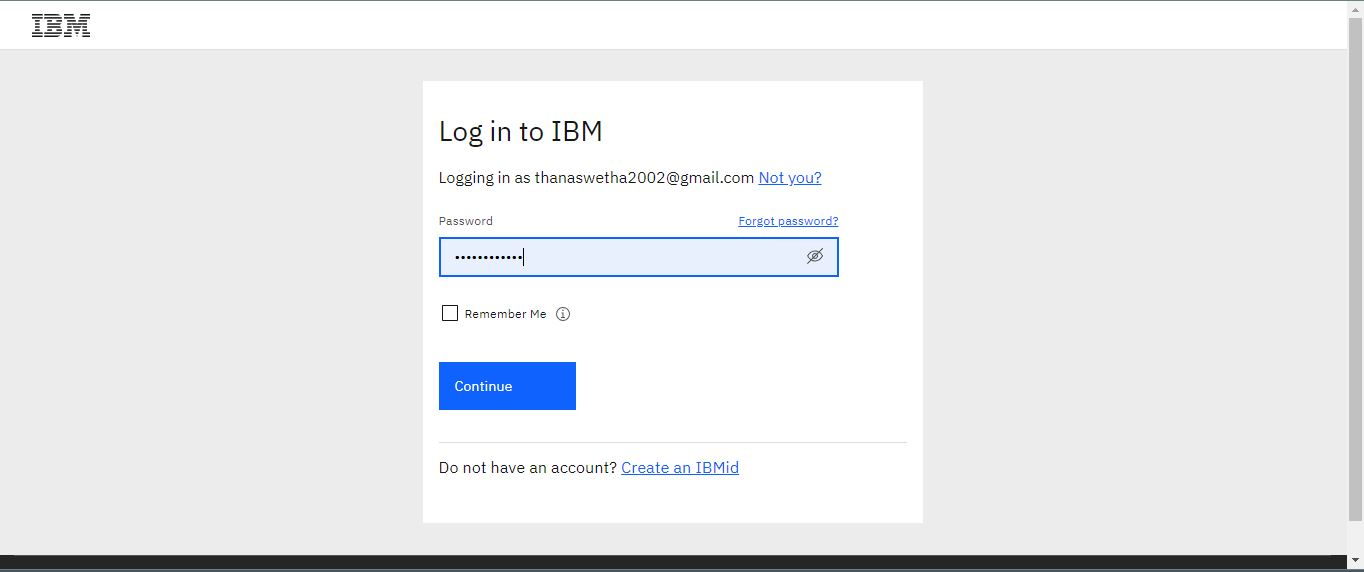 IBM
Log in to IBM
Logging in as thanaswetha2002@gmail.com Not you?
Password Forgot password?
••••••••••••
Remember Me
Continue
Do not have an account? Create an IBMid